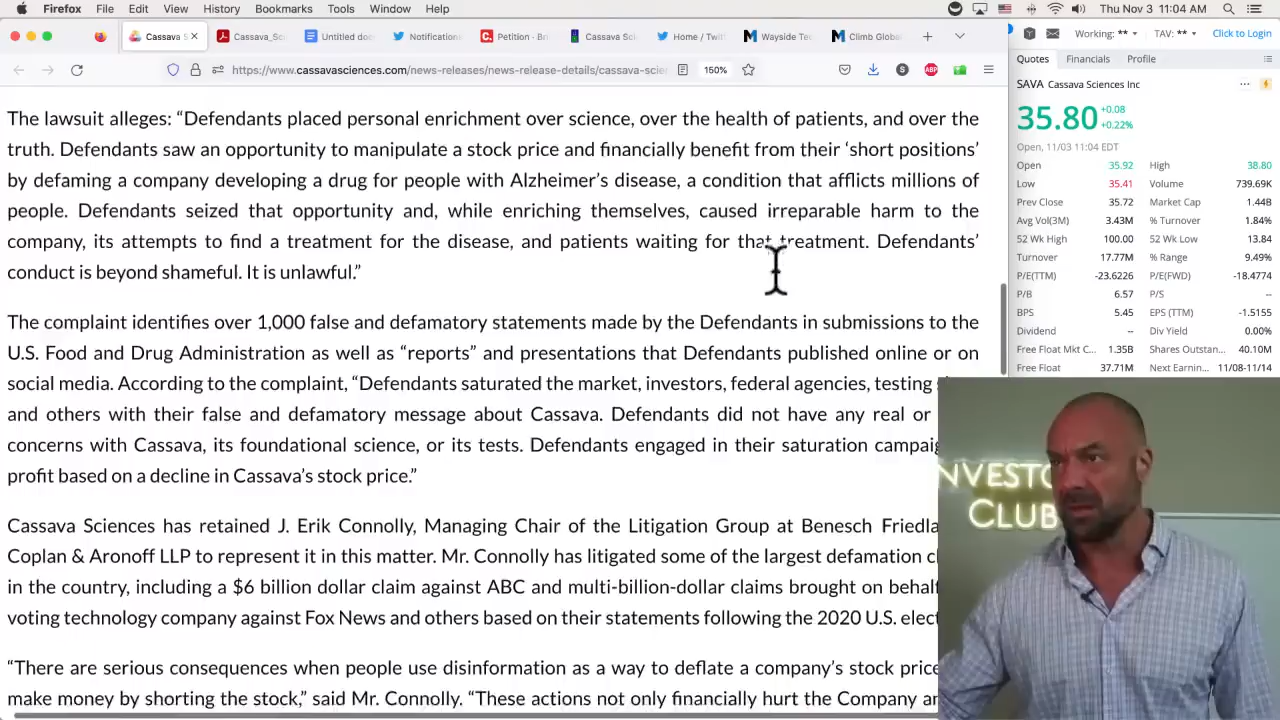 Firefox File Edit View History Bookmarks Tools Window Help Thu Nov 3 11:04 AM
Cassava S Cassava_Sc Untitled doc Notification Petition - Br Cassava Sci Home / Twit Wayside Te Climb Globa
https://www.cassavasciences.com/news-releases/news-release-details/cassava-scie 150% S ABP
The lawsuit alleges: “Defendants placed personal enrichment over science, over the health of patients, and over the
truth. Defendants saw an opportunity to manipulate a stock price and financially benefit from their ‘short positions’
by defaming a company developing a drug for people with Alzheimer’s disease, a condition that afflicts millions of
people. Defendants seized that opportunity and, while enriching themselves, caused irreparable harm to the
company, its attempts to find a treatment for the disease, and patients waiting for that treatment. Defendants’
conduct is beyond shameful. It is unlawful.”
The complaint identifies over 1,000 false and defamatory statements made by the Defendants in submissions to the
U.S. Food and Drug Administration as well as “reports” and presentations that Defendants published online or on
social media. According to the complaint, “Defendants saturated the market, investors, federal agencies, testing
and others with their false and defamatory message about Cassava. Defendants did not have any real or
concerns with Cassava, its foundational science, or its tests. Defendants engaged in their saturation campaig
profit based on a decline in Cassava’s stock price.”
Cassava Sciences has retained J. Erik Connolly, Managing Chair of the Litigation Group at Benesch Friedla
Coplan & Aronoff LLP to represent it in this matter. Mr. Connolly has litigated some of the largest defamation c
in the country, including a $6 billion dollar claim against ABC and multi-billion-dollar claims brought on behalf
voting technology company against Fox News and others based on their statements following the 2020 U.S. elect
“There are serious consequences when people use disinformation as a way to deflate a company’s stock price
make money by shorting the stock,” said Mr. Connolly. “These actions not only financially hurt the Company an
Working: ** TAV: ** Click to Login
Quotes Financials Profile
SAVA Cassava Sciences Inc
35.80 +0.08
+0.22%
Open, 11/03 11:04 EDT
Open 35.92 High 38.80
Low 35.41 Volume 739.69K
Prev Close 35.72 Market Cap 1.44B
Avg Vol(3M) 3.43M % Turnover 1.84%
52 Wk High 100.00 52 Wk Low 13.84
Turnover 17.77M % Range 9.49%
P/E(TTM) -23.6226 P/E(FWD) -18.4774
P/B 6.57 P/S --
BPS 5.45 EPS (TTM) -1.5155
Dividend -- Div Yield 0.00%
Free Float Mkt C... 1.35B Shares Outstan... 40.10M
Free Float 37.71M Next Earnin... 11/08-11/14
NVESTO
CLUB